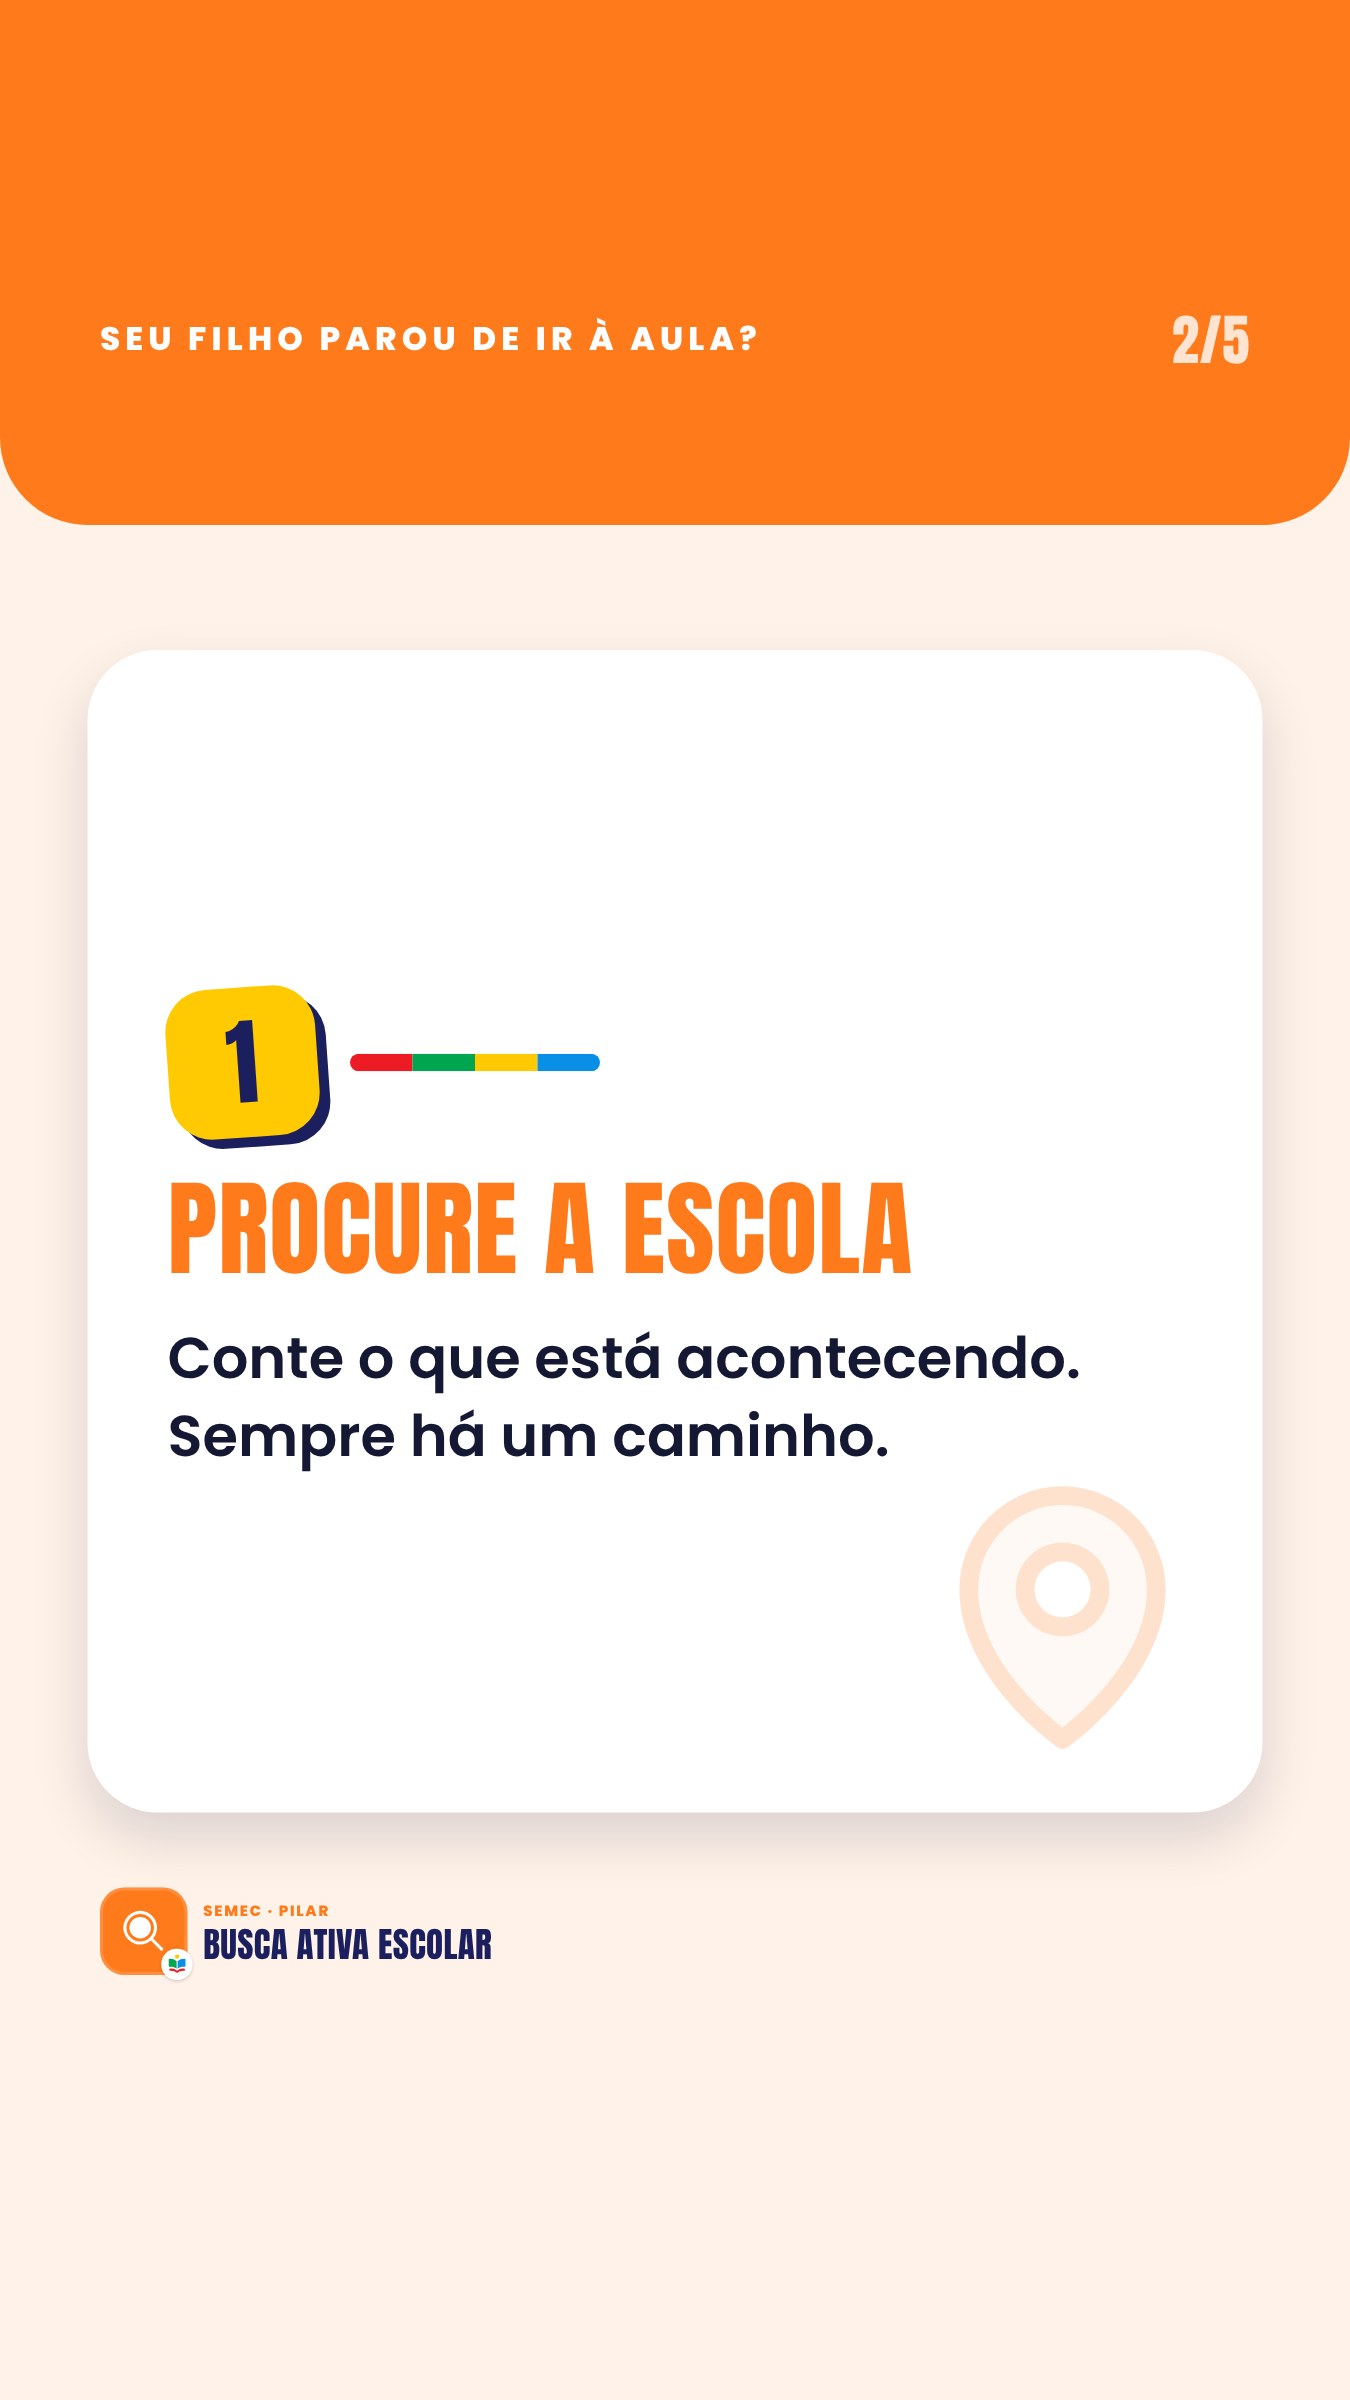 SEU FILHO PAROU DE IR À AULA?
2/5
1
PROCURE A ESCOLA
Conte o que está acontecendo.
Sempre há um caminho.
SEMEC · PILAR
BUSCA ATIVA ESCOLAR